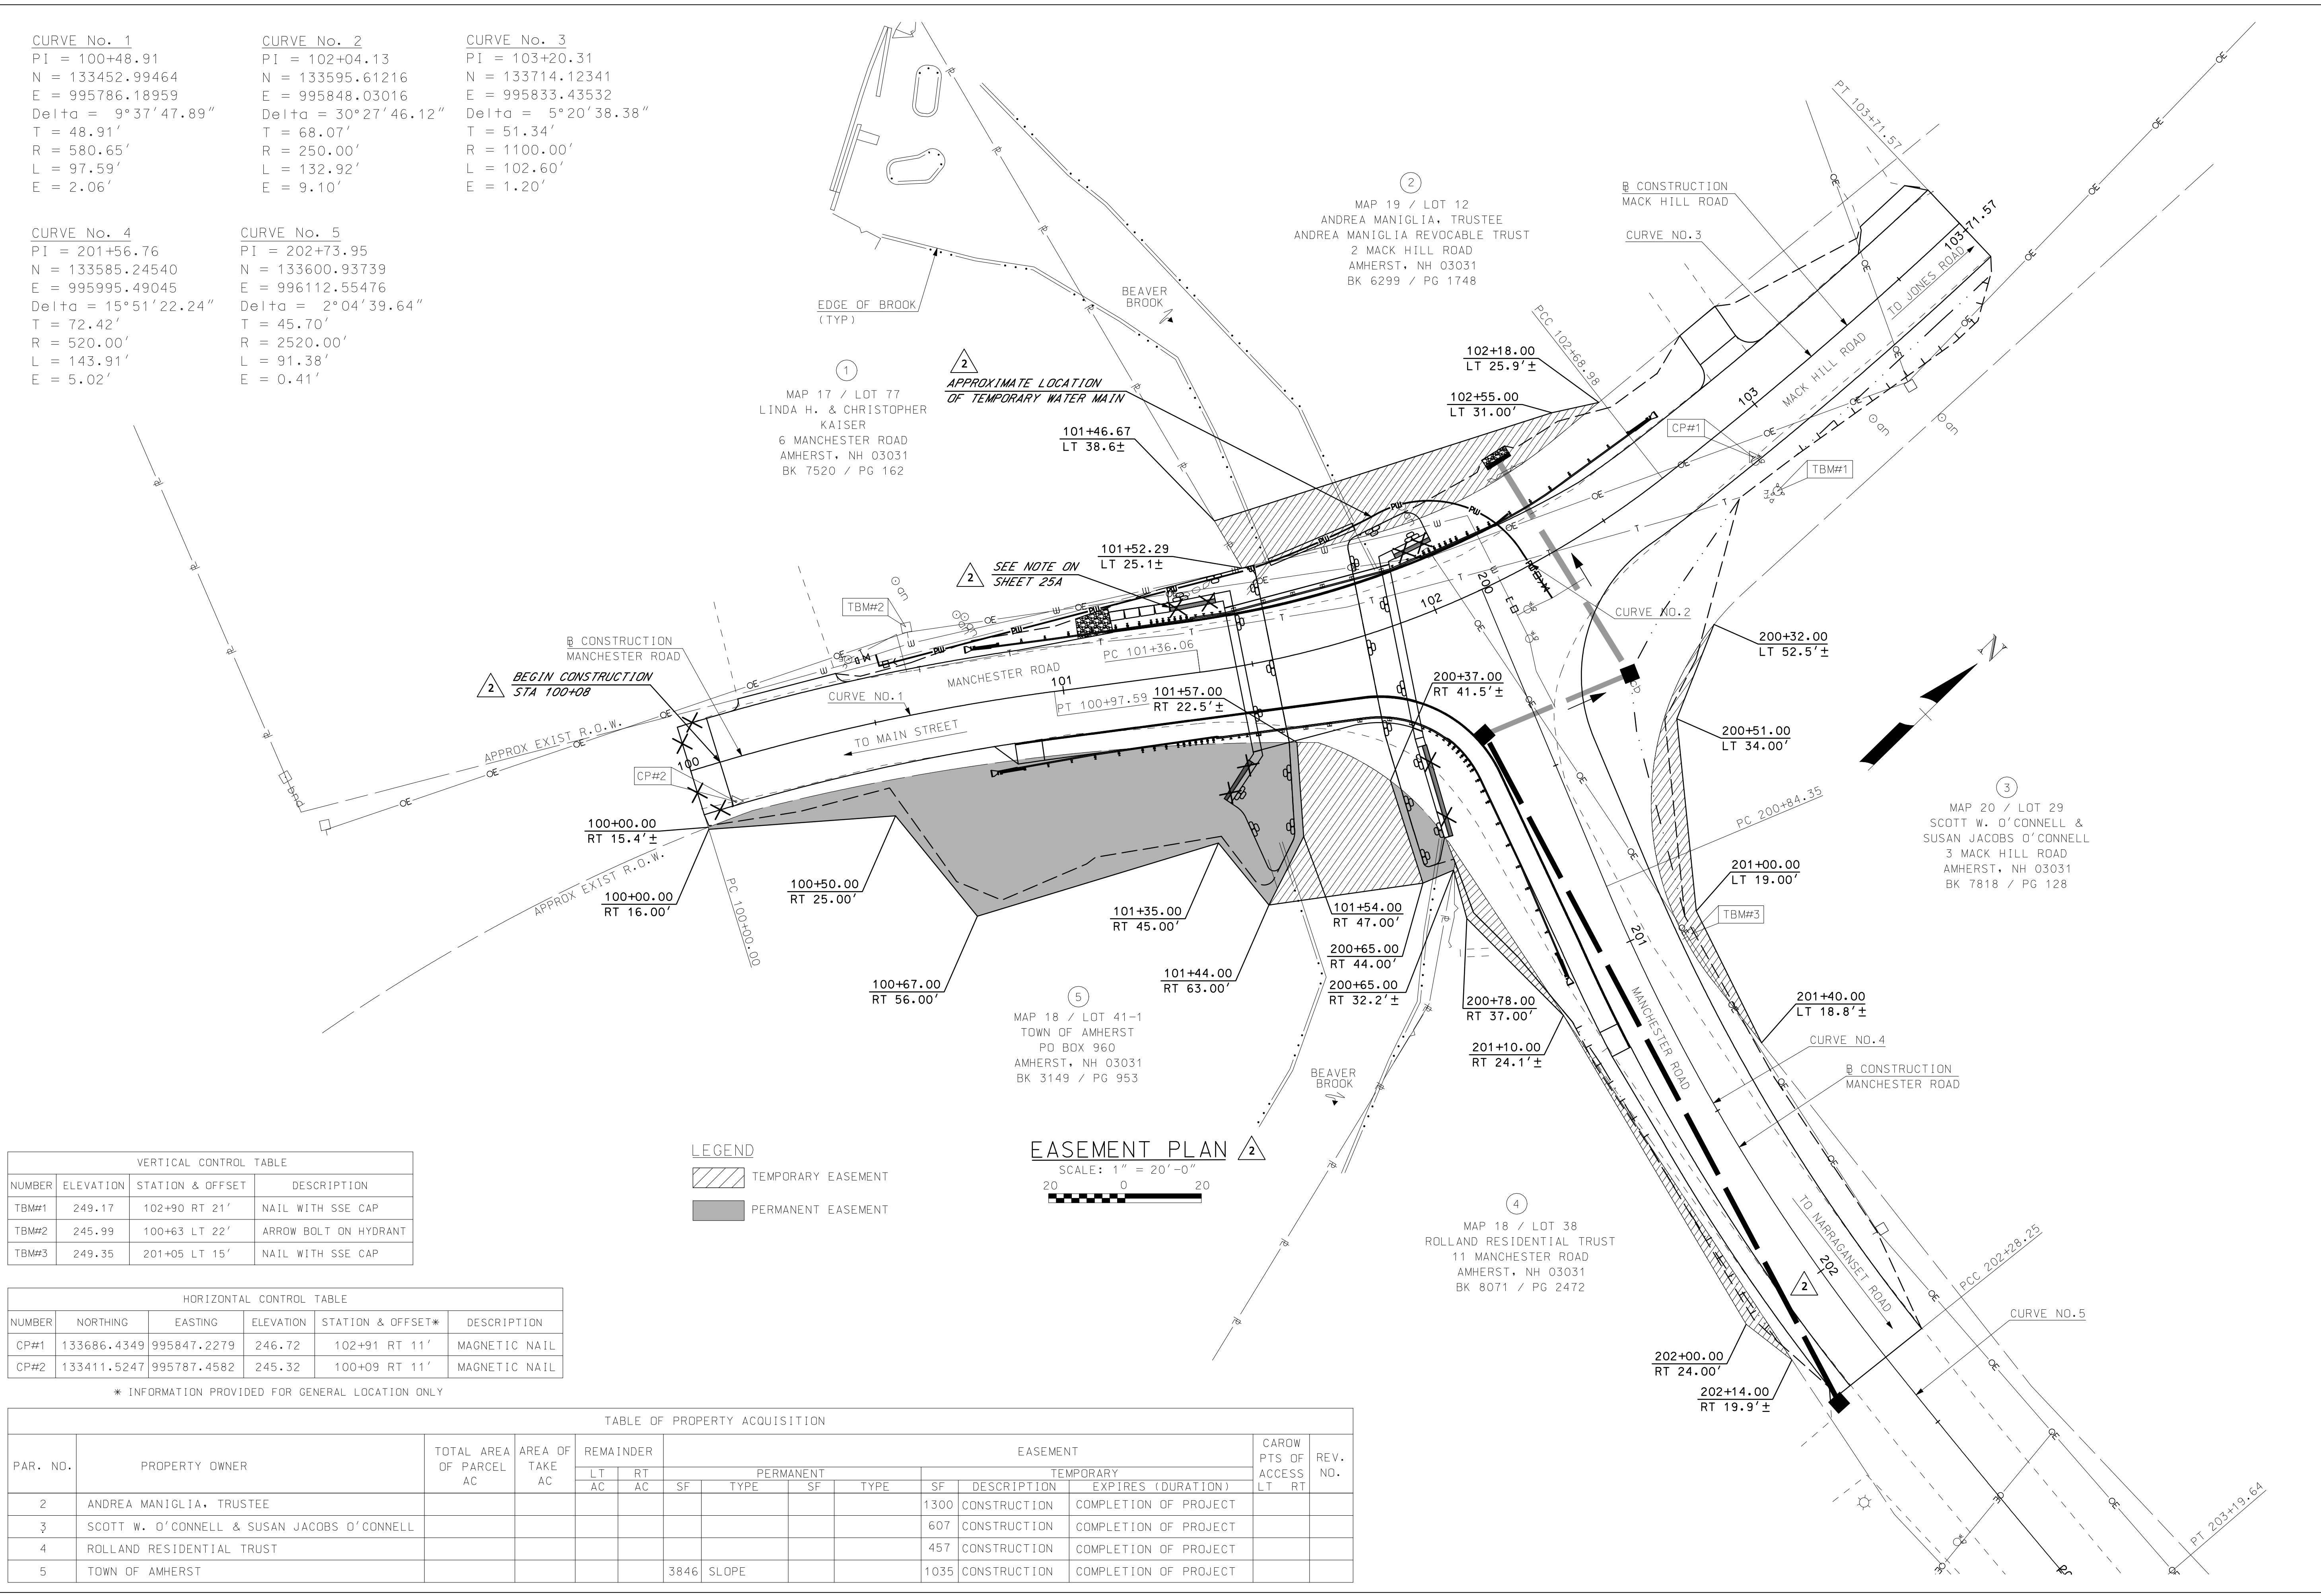 CURVE No. 1
PI = 100+48.91
N = 133452.99464
E = 995786.18959
Delta =  9°37'47.89"
T = 48.91'
R = 580.65'
L = 97.59'
E = 2.06'
CURVE No. 2
PI = 102+04.13
N = 133595.61216
E = 995848.03016
Delta = 30°27'46.12"
T = 68.07'
R = 250.00'
L = 132.92'
E = 9.10'
CURVE No. 3
PI = 103+20.31
N = 133714.12341
E = 995833.43532
Delta =  5°20'38.38"
T = 51.34'
R = 1100.00'
L = 102.60'
E = 1.20'
CURVE No. 4
PI = 201+56.76
N = 133585.24540
E = 995995.49045
Delta = 15°51'22.24"
T = 72.42'
R = 520.00'
L = 143.91'
E = 5.02'
CURVE No. 5
PI = 202+73.95
N = 133600.93739
E = 996112.55476
Delta =  2°04'39.64"
T = 45.70'
R = 2520.00'
L = 91.38'
E = 0.41'
EDGE OF BROOK
(TYP)
BEAVER
BROOK
1
MAP 17 / LOT 77
LINDA H. & CHRISTOPHER
KAISER
6 MANCHESTER ROAD
AMHERST, NH 03031
BK 7520 / PG 162
2
MAP 19 / LOT 12
ANDREA MANIGLIA, TRUSTEE
ANDREA MANIGLIA REVOCABLE TRUST
2 MACK HILL ROAD
AMHERST, NH 03031
BK 6299 / PG 1748
2
APPROXIMATE LOCATION
OF TEMPORARY WATER MAIN
101+46.67
LT 38.6±
102+18.00
LT 25.9'±
102+55.00
LT 31.00'
PCC 102+68.98
PT 103+71.57
CONSTRUCTION
MACK HILL ROAD
CURVE NO.3
103+71.57
TO JONES ROAD
MACK HILL ROAD
103
CP#1
TBM#1
101+52.29
LT 25.1±
2
SEE NOTE ON
SHEET 25A
TBM#2
CONSTRUCTION
MANCHESTER ROAD
2
BEGIN CONSTRUCTION
STA 100+08
PC 101+36.06
MANCHESTER ROAD
101
CURVE NO.1
PT 100+97.59
TO MAIN STREET
101+57.00
RT 22.5'±
200+37.00
RT 41.5'±
102
200
CURVE NO.2
200+32.00
LT 52.5'±
200+51.00
LT 34.00'
N
APPROX EXIST R.O.W.
bnd
CP#2
100
100+00.00
RT 15.4'±
APPROX EXIST R.O.W.
100+00.00
RT 16.00'
PC 100+00.00
100+50.00
RT 25.00'
100+67.00
RT 56.00'
101+35.00
RT 45.00'
101+44.00
RT 63.00'
101+54.00
RT 47.00'
200+65.00
RT 44.00'
200+65.00
RT 32.2'±
200+78.00
RT 37.00'
201+10.00
RT 24.1'±
PC 200+84.35
201+00.00
LT 19.00'
TBM#3
201
201+40.00
LT 18.8'±
3
MAP 20 / LOT 29
SCOTT W. O'CONNELL &
SUSAN JACOBS O'CONNELL
3 MACK HILL ROAD
AMHERST, NH 03031
BK 7818 / PG 128
5
MAP 18 / LOT 41-1
TOWN OF AMHERST
PO BOX 960
AMHERST, NH 03031
BK 3149 / PG 953
BEAVER
BROOK
MANCHESTER ROAD
CURVE NO.4
CONSTRUCTION
MANCHESTER ROAD
4
MAP 18 / LOT 38
ROLLAND RESIDENTIAL TRUST
11 MANCHESTER ROAD
AMHERST, NH 03031
BK 8071 / PG 2472
TO NARRAGANSET ROAD
202
2
PCC 202+28.25
CURVE NO.5
202+00.00
RT 24.00'
202+14.00
RT 19.9'±
PT 203+19.64
LEGEND
TEMPORARY EASEMENT
PERMANENT EASEMENT
EASEMENT PLAN 2
SCALE: 1" = 20'-0"
20 0 20
VERTICAL CONTROL TABLE
NUMBER ELEVATION STATION & OFFSET DESCRIPTION
TBM#1 249.17 102+90 RT 21' NAIL WITH SSE CAP
TBM#2 245.99 100+63 LT 22' ARROW BOLT ON HYDRANT
TBM#3 249.35 201+05 LT 15' NAIL WITH SSE CAP
HORIZONTAL CONTROL TABLE
NUMBER NORTHING EASTING ELEVATION STATION & OFFSET* DESCRIPTION
CP#1 133686.4349 995847.2279 246.72 102+91 RT 11' MAGNETIC NAIL
CP#2 133411.5247 995787.4582 245.32 100+09 RT 11' MAGNETIC NAIL
* INFORMATION PROVIDED FOR GENERAL LOCATION ONLY
TABLE OF PROPERTY ACQUISITION
PAR. NO. PROPERTY OWNER TOTAL AREA OF PARCEL AC AREA OF TAKE AC REMAINDER LT AC RT AC EASEMENT PERMANENT SF TYPE SF TYPE TEMPORARY SF DESCRIPTION EXPIRES (DURATION) CAROW PTS OF ACCESS LT RT REV. NO.
2 ANDREA MANIGLIA, TRUSTEE 1300 CONSTRUCTION COMPLETION OF PROJECT
3 SCOTT W. O'CONNELL & SUSAN JACOBS O'CONNELL 607 CONSTRUCTION COMPLETION OF PROJECT
4 ROLLAND RESIDENTIAL TRUST 457 CONSTRUCTION COMPLETION OF PROJECT
5 TOWN OF AMHERST 3846 SLOPE 1035 CONSTRUCTION COMPLETION OF PROJECT